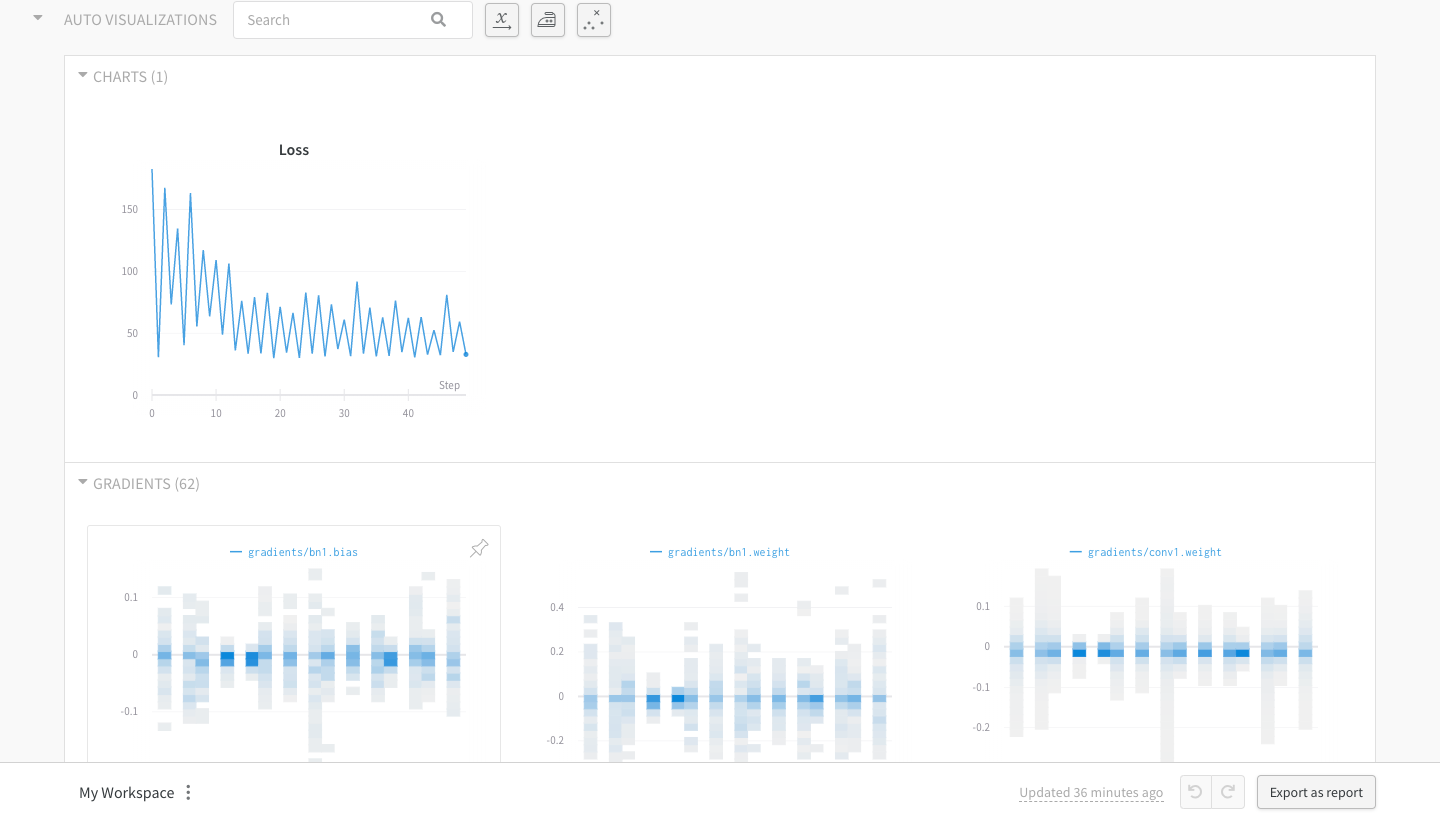 AUTO VISUALIZATIONS
Search
x
CHARTS (1)
Loss
150
100
50
0
Step
0 10 20 30 40
GRADIENTS (62)
gradients/bn1.bias
0.1
0
-0.1
gradients/bn1.weight
0.4
0.2
0
-0.2
gradients/conv1.weight
0.1
0
-0.1
-0.2
My Workspace
Updated 36 minutes ago
Export as report